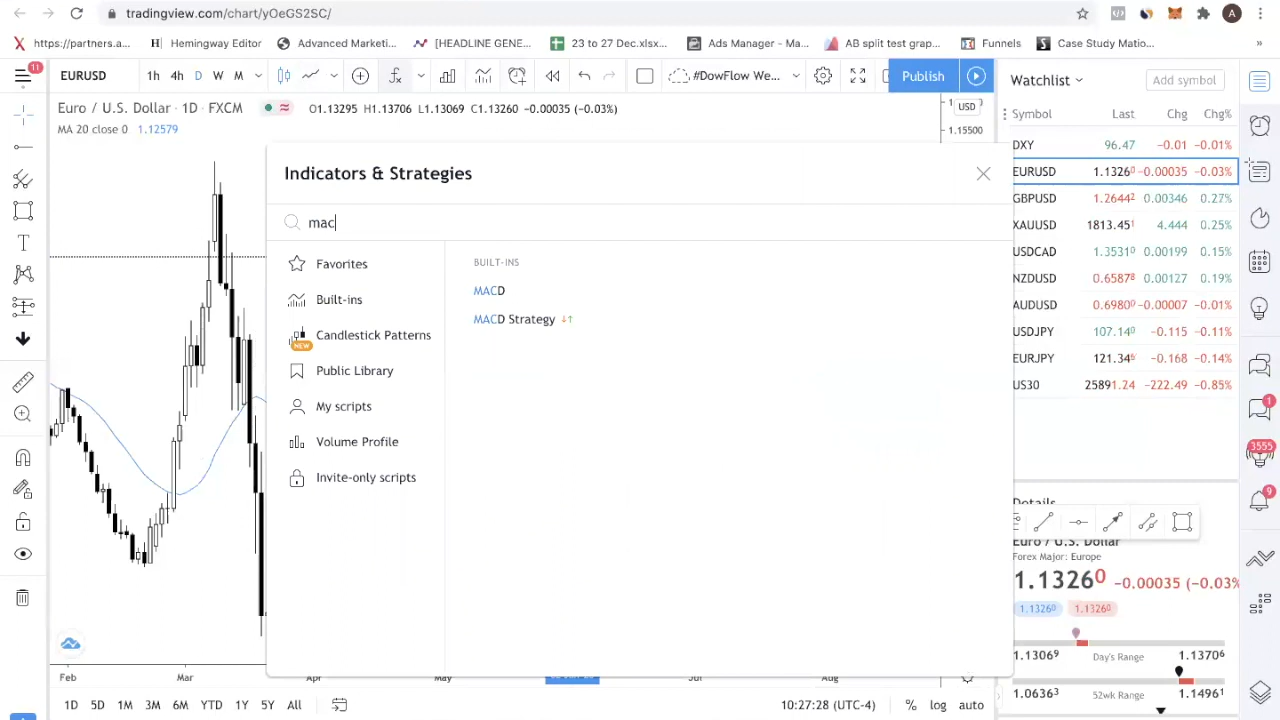 tradingview.com/chart/yOeGS2SC/
A
https://partners.a...
Hemingway Editor
Advanced Marketi...
[HEADLINE GENE...
23 to 27 Dec.xlsx...
Ads Manager - Ma...
AB split test grap...
Funnels
Case Study Matio...
»
11
EURUSD
1h 4h D W M
#DowFlow We...
Publish
Watchlist
Add symbol
Euro / U.S. Dollar · 1D · FXCM
O1.13295 H1.13706 L1.13069 C1.13260 -0.00035 (-0.03%)
USD
MA 20 close 0 1.12579
1.15500
Symbol Last Chg Chg%
DXY 96.47 -0.01 -0.01%
EURUSD 1.13260 -0.00035 -0.03%
GBPUSD 1.26442 0.00346 0.27%
XAUUSD 1813.451 4.444 0.25%
USDCAD 1.35310 0.00199 0.15%
NZDUSD 0.65878 0.00127 0.19%
AUDUSD 0.69800 -0.00007 -0.01%
USDJPY 107.140 -0.115 -0.11%
EURJPY -0.168 -0.14%
US30 25891.24 -222.49 -0.85%
Indicators & Strategies
mac
Favorites
Built-ins
Candlestick Patterns
NEW
Public Library
My scripts
Volume Profile
Invite-only scripts
BUILT-INS
MACD
MACD Strategy
1
3555
9
Details
Euro / U.S. Dollar
Forex Major: Europe
1.13260 -0.00035 (-0.03%
1.13260 1.13260
1.13069 Day's Range 1.13706
1.06363 52wk Range 1.14961
Feb Mar Apr May Jul Aug
1D 5D 1M 3M 6M YTD 1Y 5Y All
10:27:28 (UTC-4) % log auto